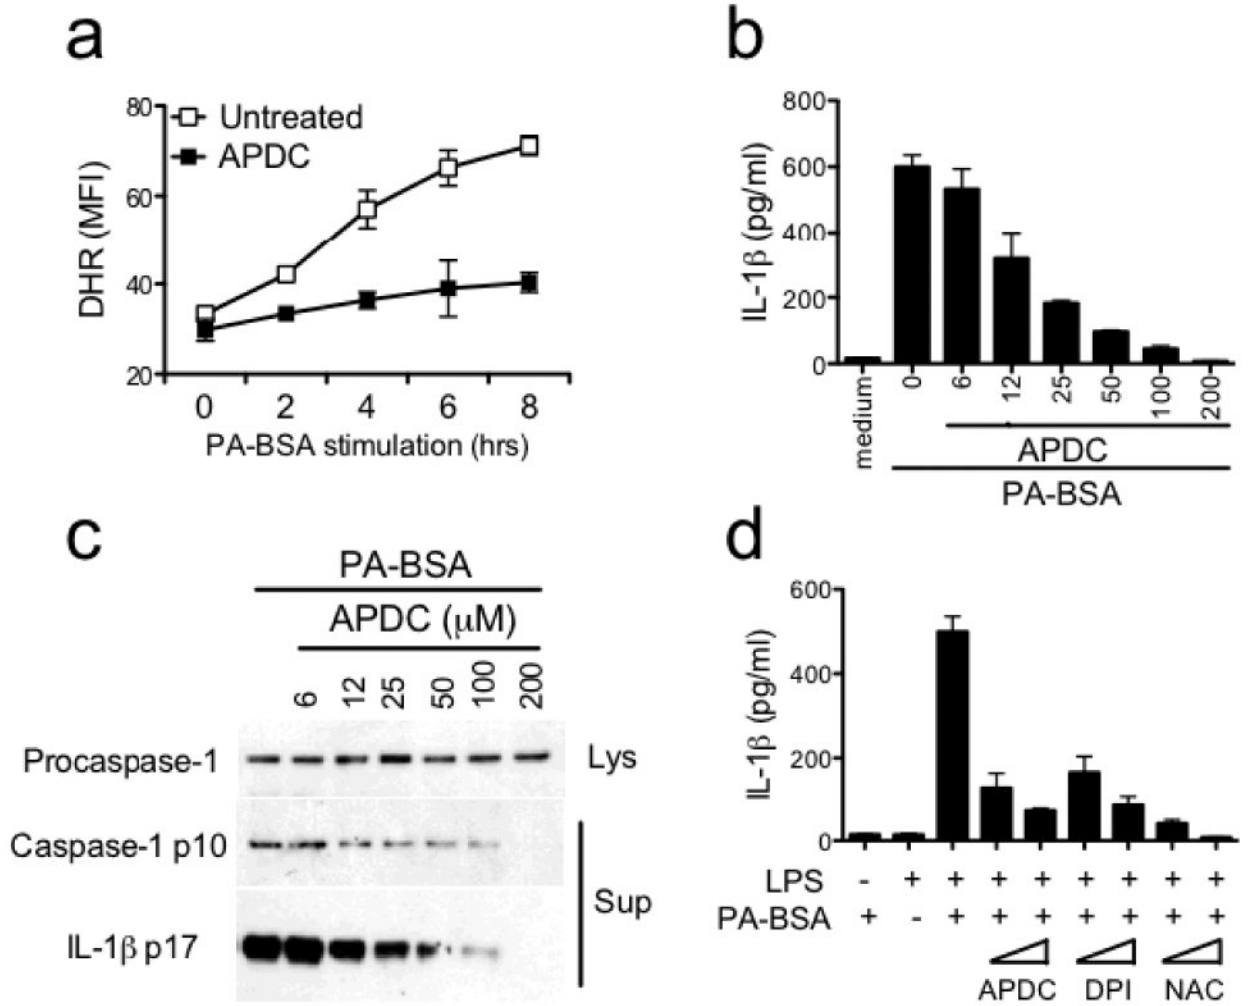 a
80
Untreated
APDC
60
40
20
DHR (MFI)
0 2 4 6 8
PA-BSA stimulation (hrs)
b
800
600
400
200
0
IL-1β (pg/ml)
medium 0 6 12 25 50 100 200
APDC
PA-BSA
c
PA-BSA
APDC (μM)
6 12 25 50 100 200
Procaspase-1 Lys
Caspase-1 p10
Sup
IL-1β p17
d
600
400
200
0
IL-1β (pg/ml)
LPS - + + + + + + + +
PA-BSA + - + + + + + + +
APDC DPI NAC